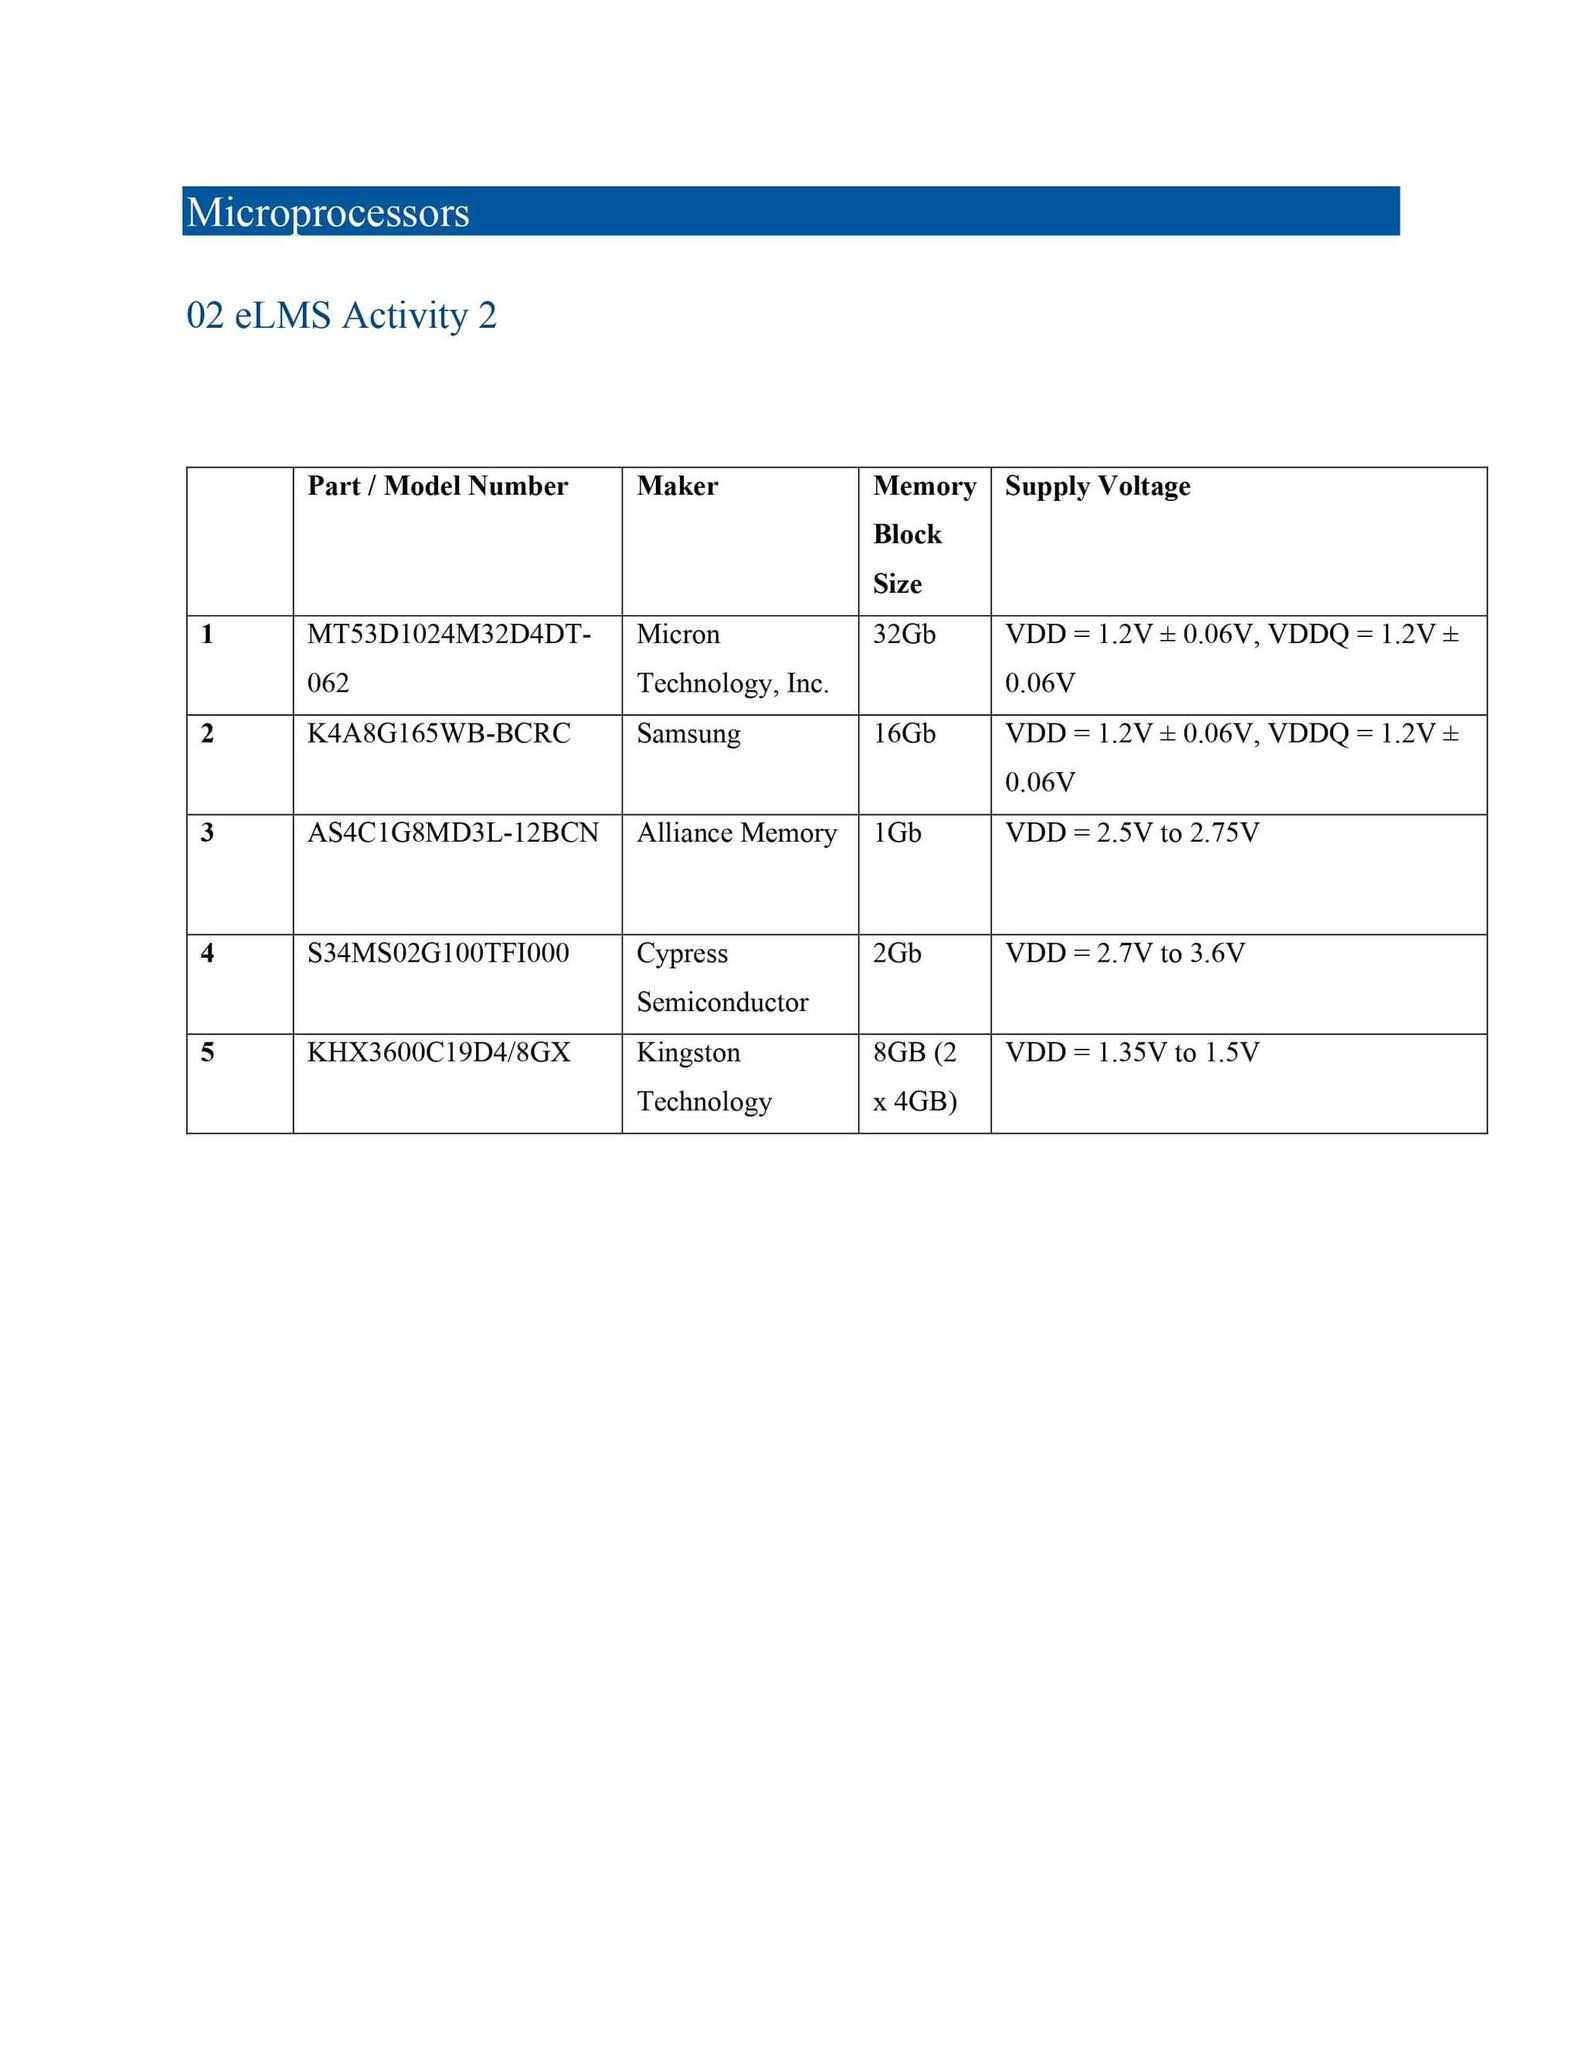 Microprocessors
02 eLMS Activity 2
Part / Model Number Maker Memory Supply Voltage
Block
Size
1 MT53D1024M32D4DT- Micron 32Gb VDD = 1.2V ± 0.06V, VDDQ = 1.2V ±
062 Technology, Inc. 0.06V
2 K4A8G165WB-BCRC Samsung 16Gb VDD = 1.2V ± 0.06V, VDDQ = 1.2V ±
0.06V
3 AS4C1G8MD3L-12BCN Alliance Memory 1Gb VDD = 2.5V to 2.75V
4 S34MS02G100TFI000 Cypress 2Gb VDD = 2.7V to 3.6V
Semiconductor
5 KHX3600C19D4/8GX Kingston 8GB (2 VDD = 1.35V to 1.5V
Technology x 4GB)